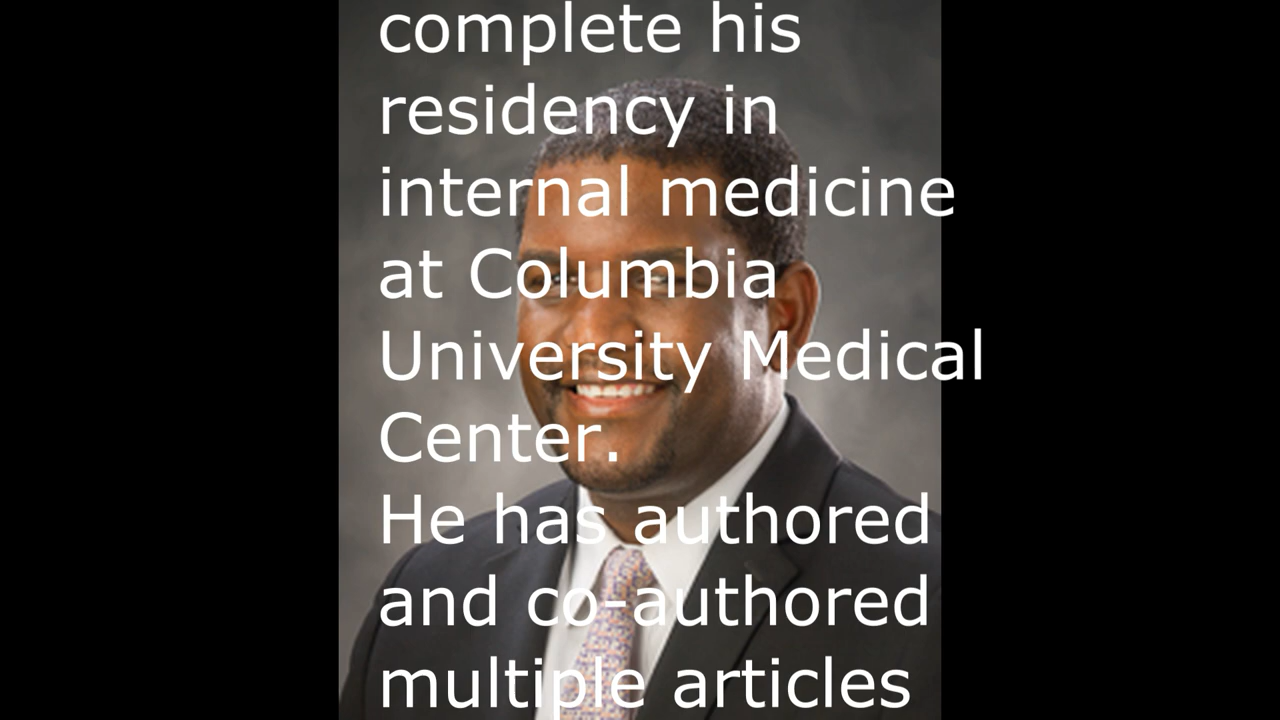 complete his
residency in
internal medicine
at Columbia
University Medical
Center.
He has authored
and co-authored
multiple articles